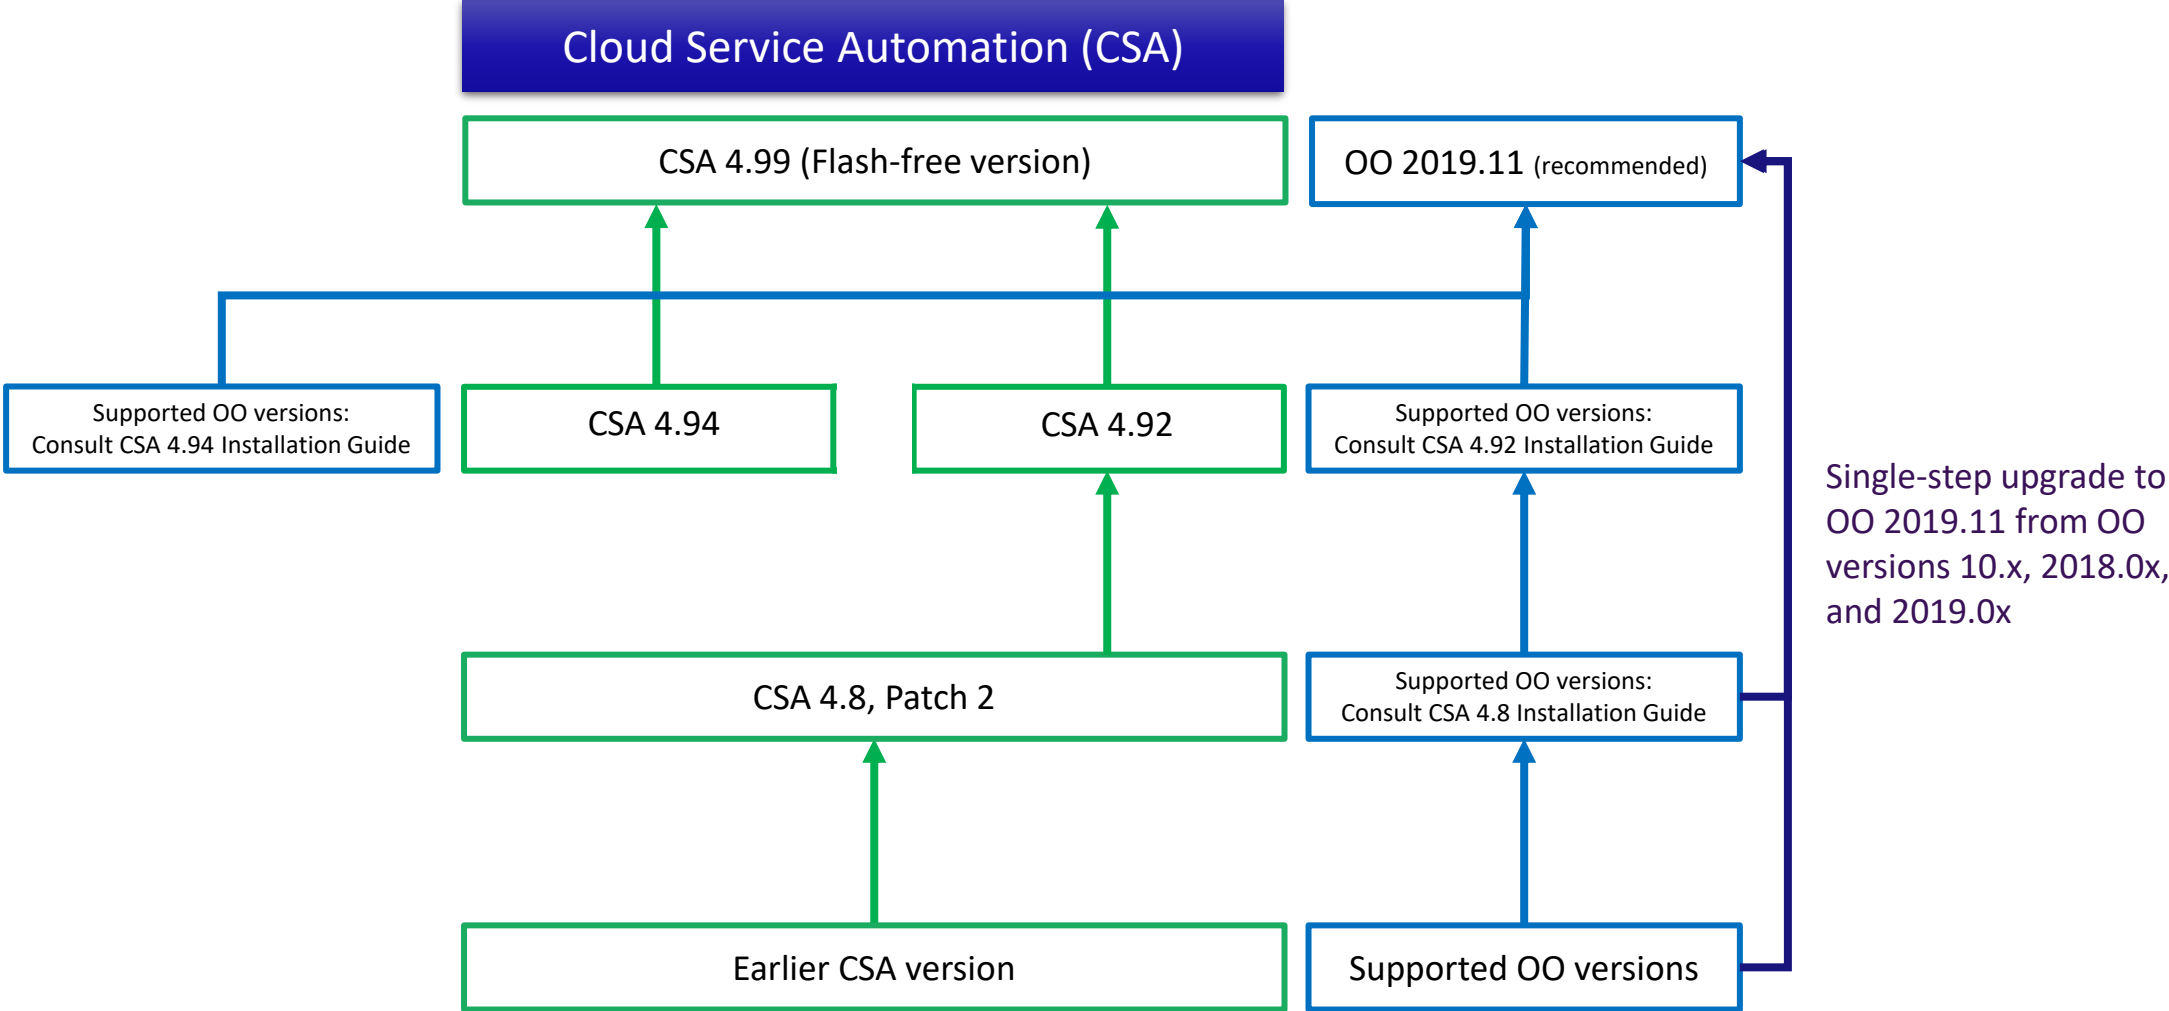 Cloud Service Automation (CSA)
CSA 4.99 (Flash-free version)
OO 2019.11 (recommended)
Supported OO versions:
Consult CSA 4.94 Installation Guide
CSA 4.94
CSA 4.92
Supported OO versions:
Consult CSA 4.92 Installation Guide
Single-step upgrade to
OO 2019.11 from OO
versions 10.x, 2018.0x,
and 2019.0x
CSA 4.8, Patch 2
Supported OO versions:
Consult CSA 4.8 Installation Guide
Earlier CSA version
Supported OO versions